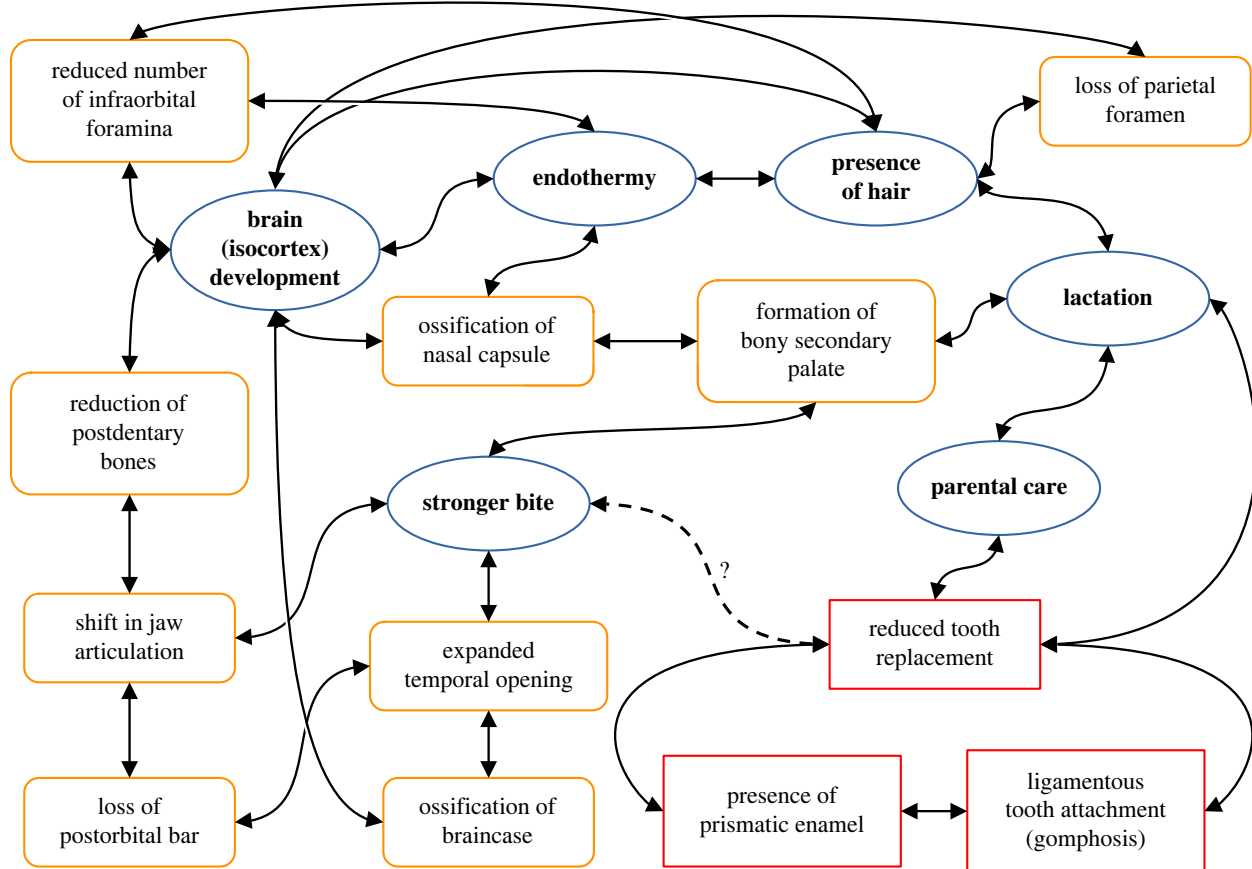 reduced number
of infraorbital
foramina
loss of parietal
foramen
endothermy
presence
of hair
brain
(isocortex)
development
lactation
ossification of
nasal capsule
formation of
bony secondary
palate
reduction of
postdentary
bones
stronger bite
parental care
?
shift in jaw
articulation
expanded
temporal opening
reduced tooth
replacement
loss of
postorbital bar
ossification of
braincase
presence of
prismatic enamel
ligamentous
tooth attachment
(gomphosis)